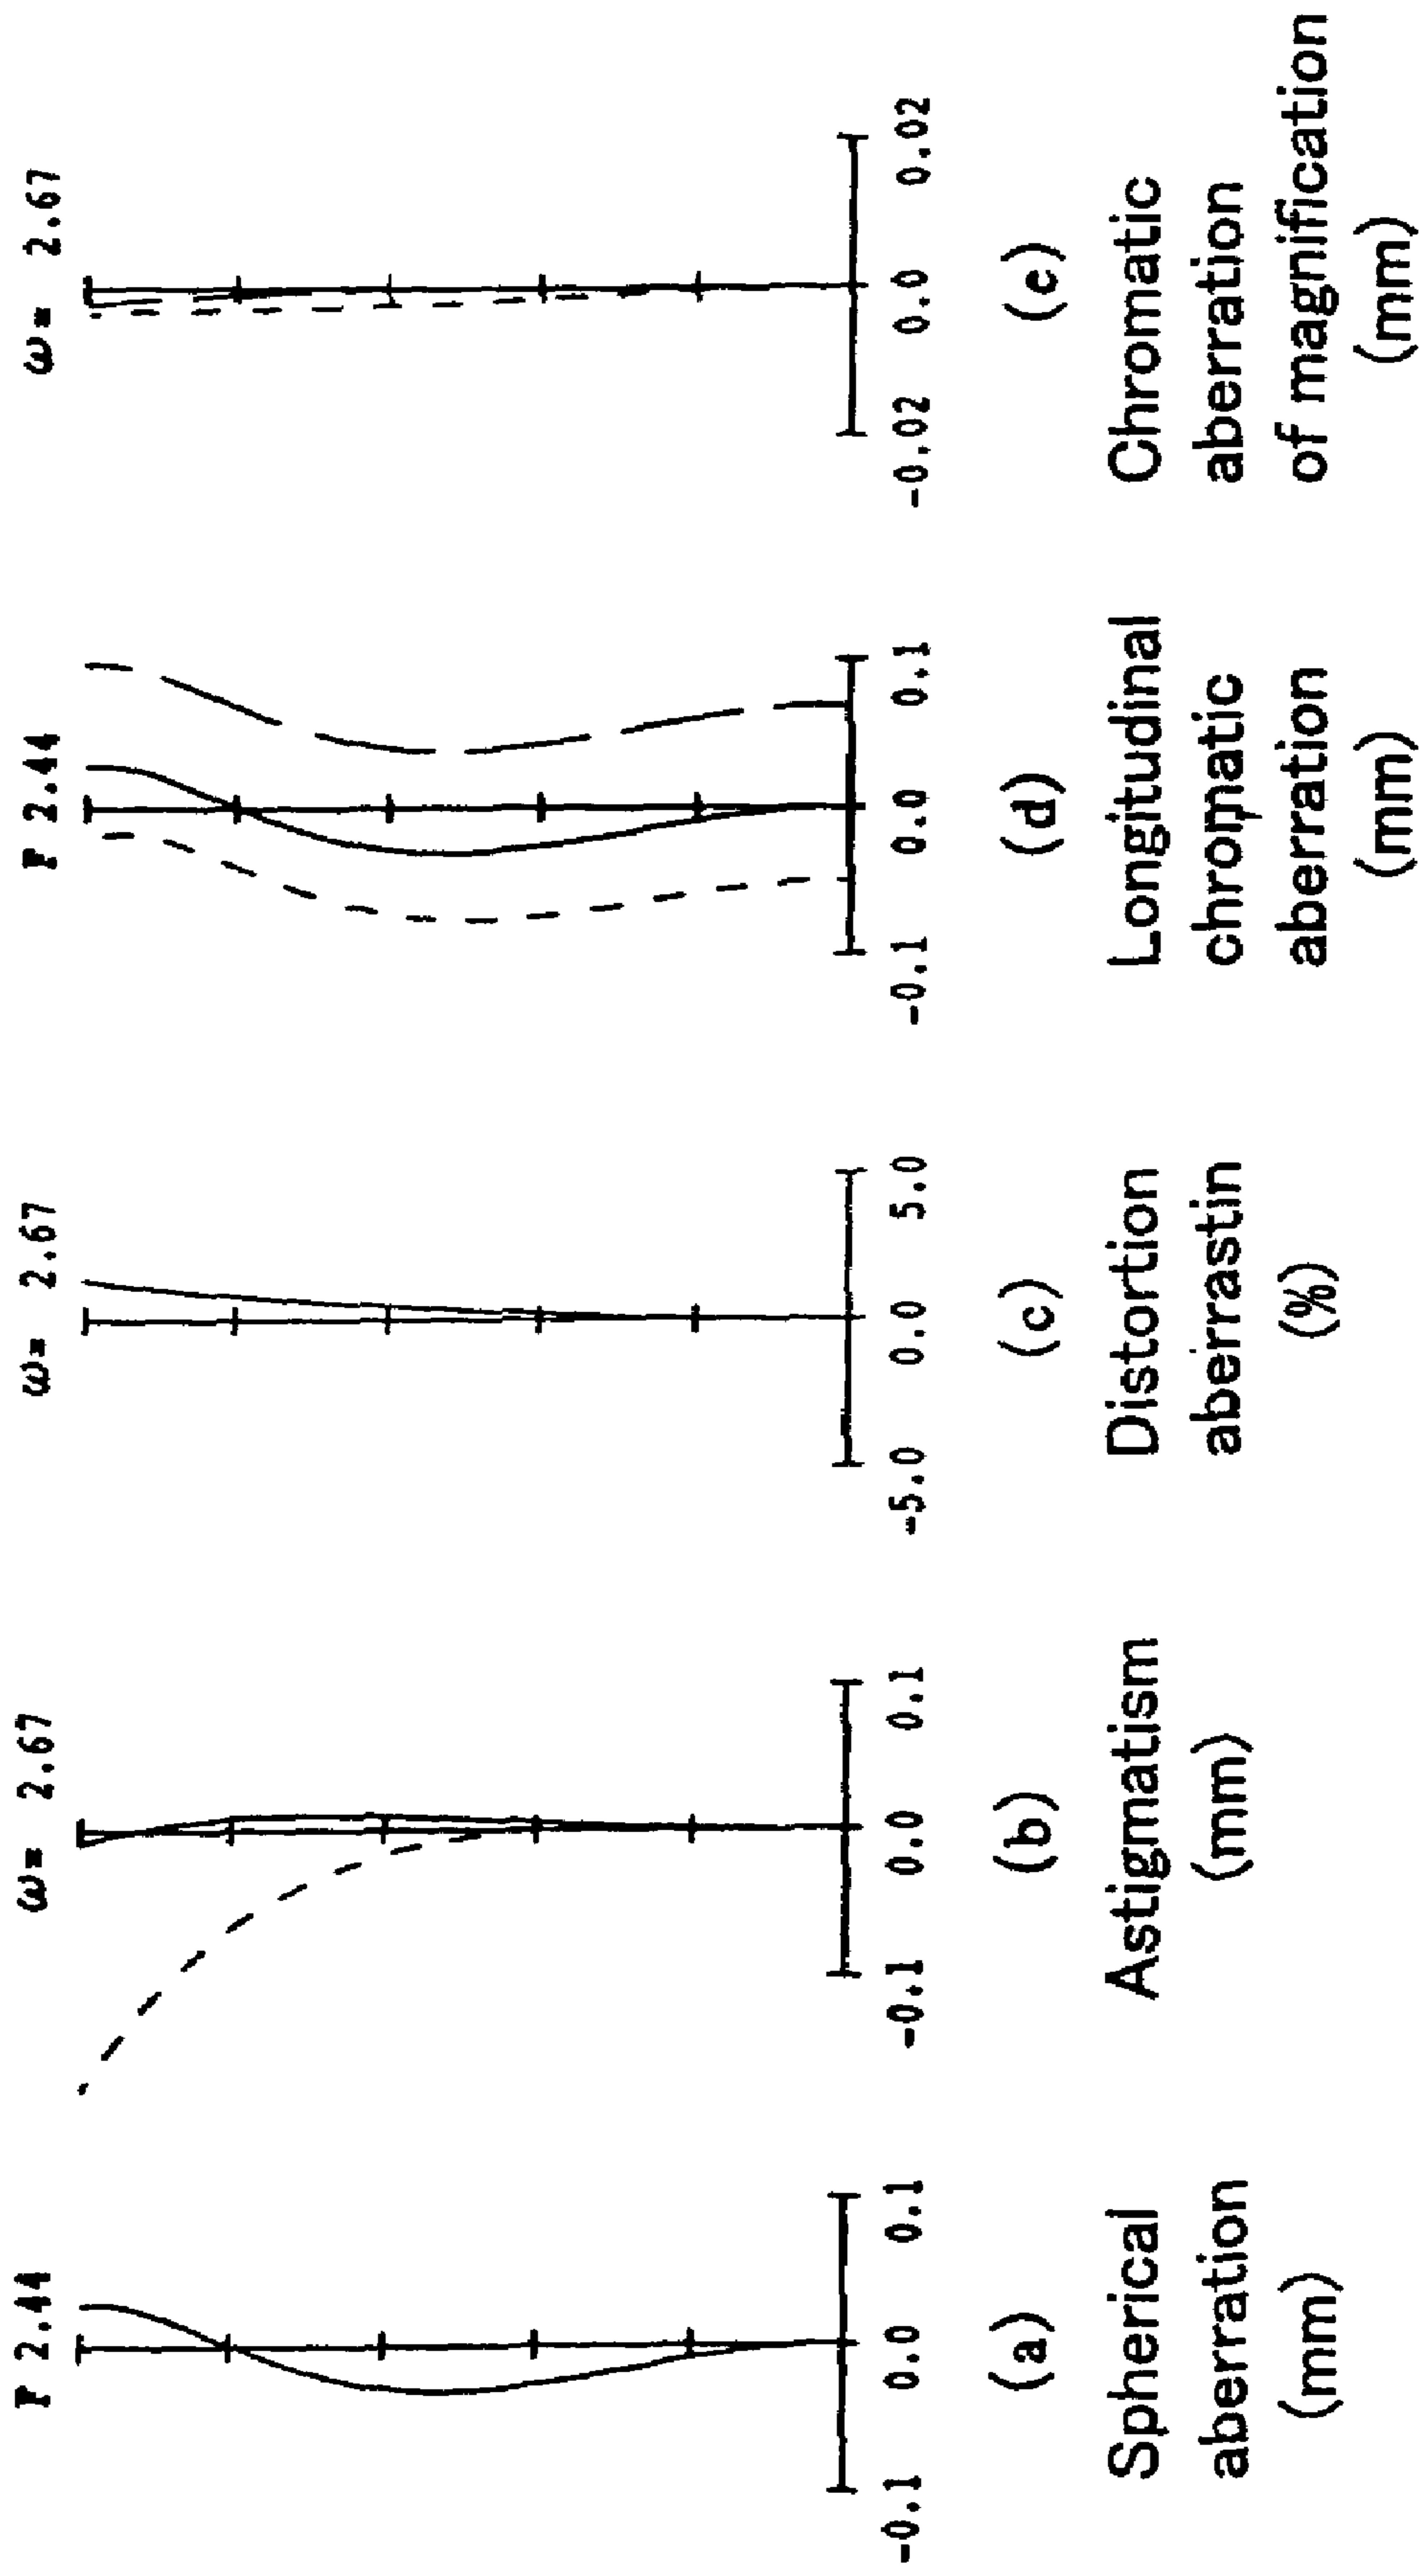 F 2.44
-0.1 0.0 0.1
(a)
Spherical
aberration
(mm)
ω= 2.67
-0.1 0.0 0.1
(b)
Astigmatism
(mm)
ω= 2.67
-5.0 0.0 5.0
(c)
Distortion
aberrastin
(%)
F 2.44
-0.1 0.0 0.1
(d)
Longitudinal
chromatic
aberration
(mm)
ω= 2.67
-0.02 0.0 0.02
(e)
Chromatic
aberration
of magnification
(mm)